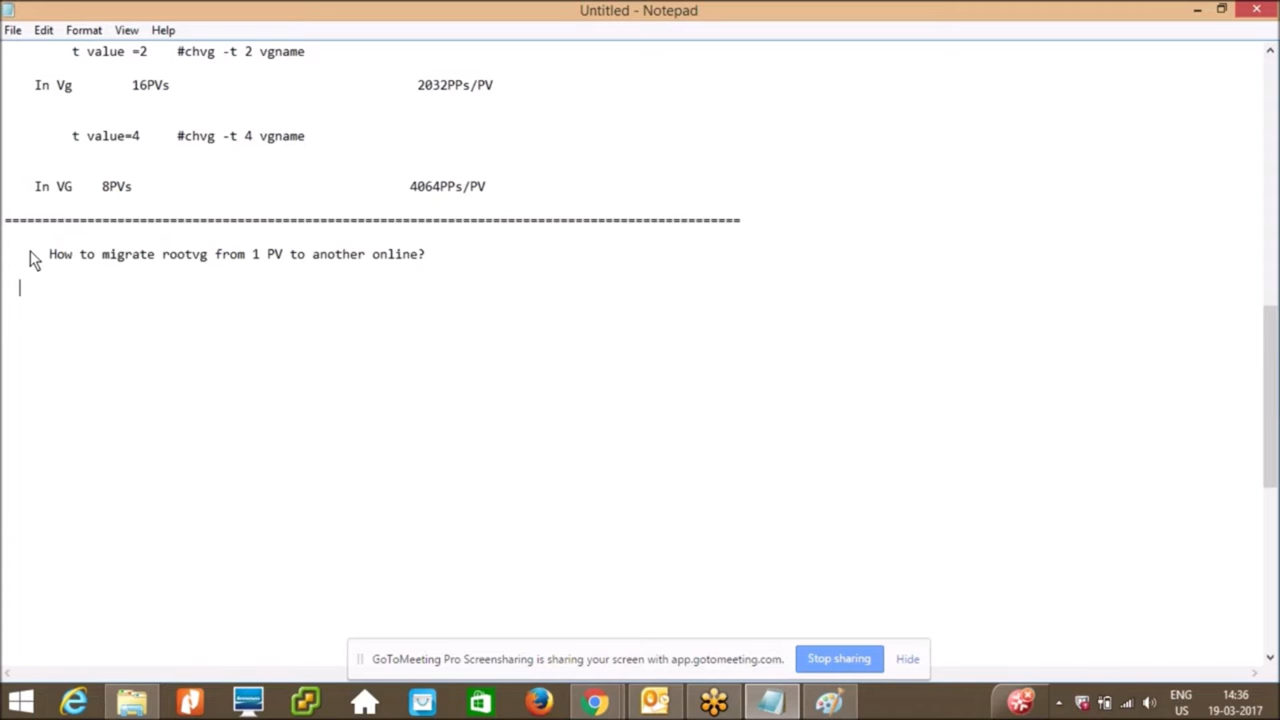 Untitled - Notepad
File Edit Format View Help
t value =2 #chvg -t 2 vgname
In Vg 16PVs 2032PPs/PV
t value=4 #chvg -t 4 vgname
In VG 8PVs 4064PPs/PV
==================================================================================================
How to migrate rootvg from 1 PV to another online?
GoToMeeting Pro Screensharing is sharing your screen with app.gotomeeting.com. Stop sharing Hide
ENG 14:36
US 19-03-2017